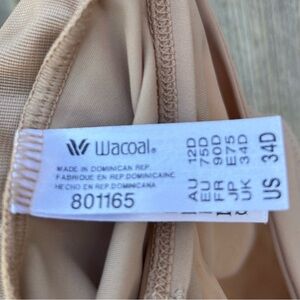 Wacoal®
MADE IN DOMINICAN REP.
FABRIQUE EN REP.DOMINICAINE
HECHO EN REP.DOMINICANA
801165
AU 12D
EU 75D
FR 90D
JP E75
UK 34D
US 34D